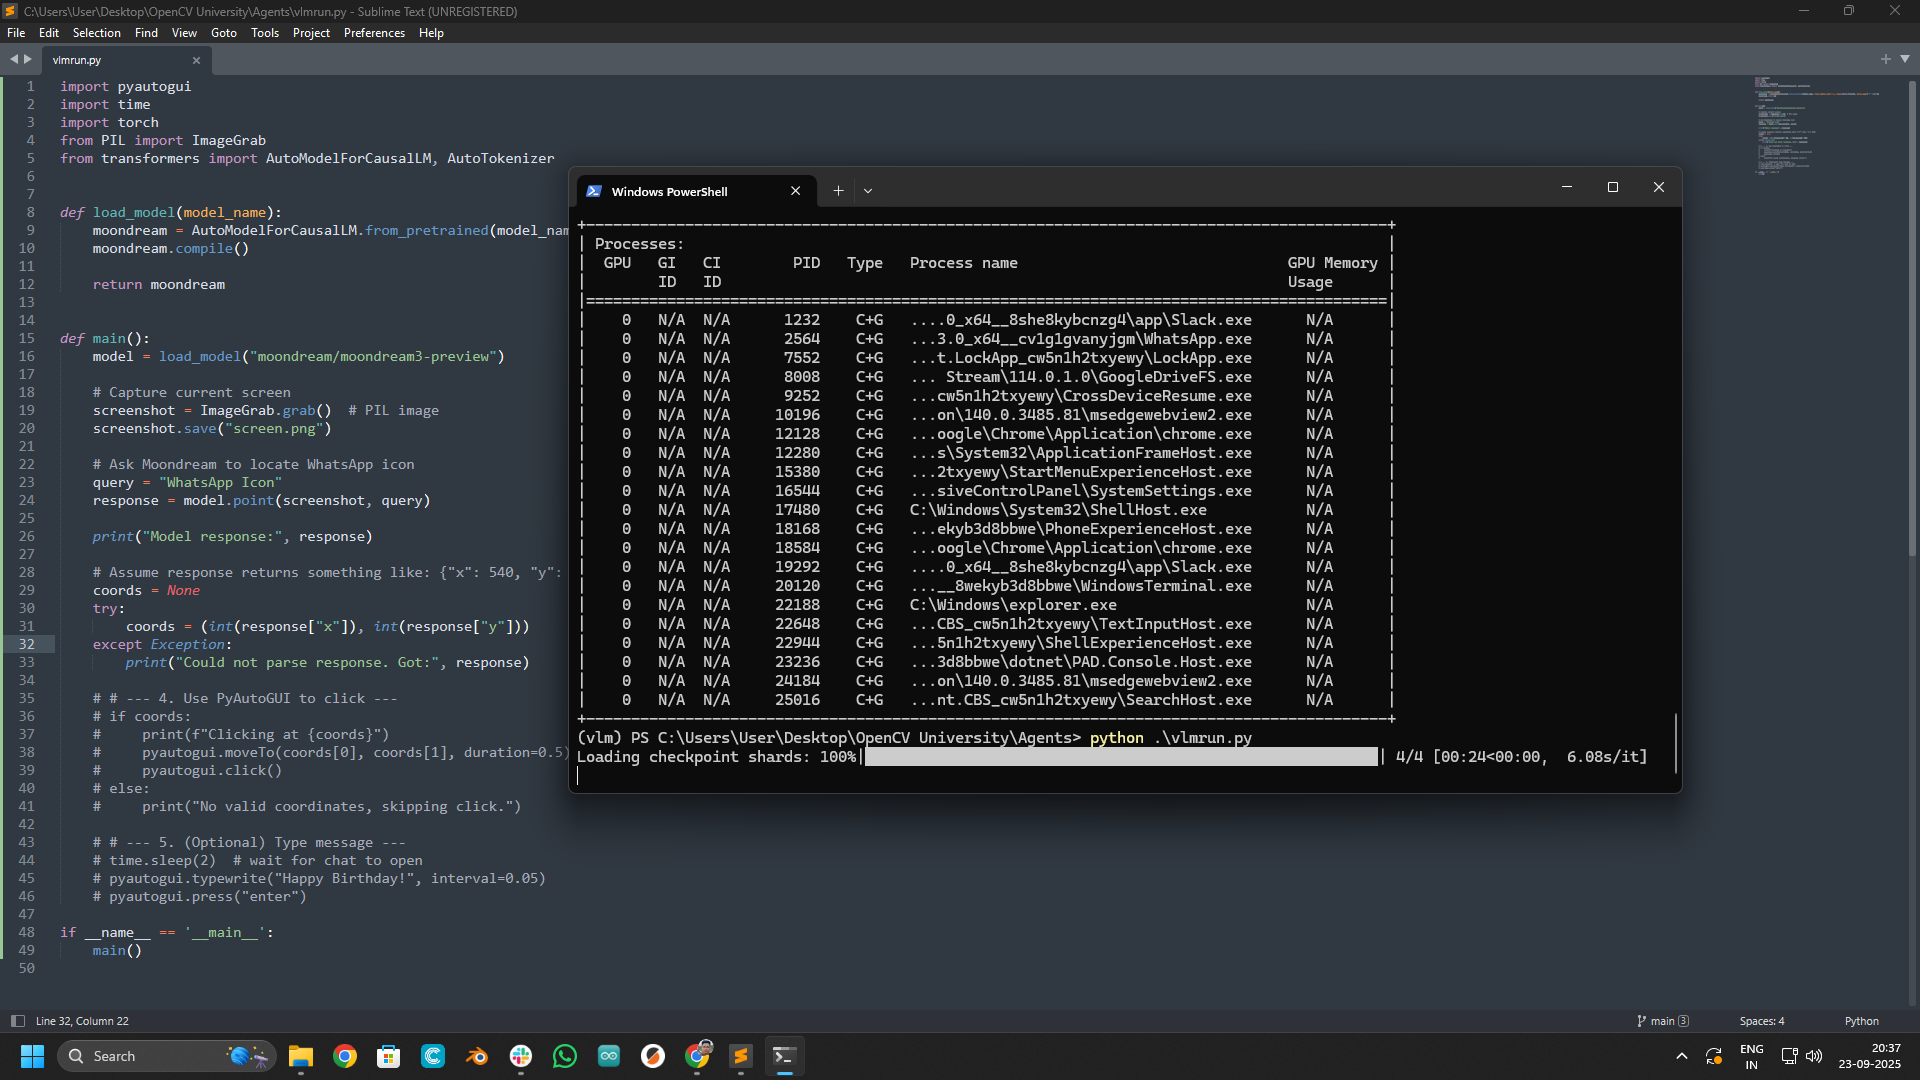 C:\Users\User\Desktop\OpenCV University\Agents\vlmrun.py - Sublime Text (UNREGISTERED)
File Edit Selection Find View Goto Tools Project Preferences Help
vlmrun.py
1 import pyautogui
2 import time
3 import torch
4 from PIL import ImageGrab
5 from transformers import AutoModelForCausalLM, AutoTokenizer
6
7
8 def load_model(model_name):
9 moondream = AutoModelForCausalLM.from_pretrained(model_nam
10 moondream.compile()
11
12 return moondream
13
14
15 def main():
16 model = load_model("moondream/moondream3-preview")
17
18 # Capture current screen
19 screenshot = ImageGrab.grab()  # PIL image
20 screenshot.save("screen.png")
21
22 # Ask Moondream to locate WhatsApp icon
23 query = "WhatsApp Icon"
24 response = model.point(screenshot, query)
25
26 print("Model response:", response)
27
28 # Assume response returns something like: {"x": 540, "y":
29 coords = None
30 try:
31 coords = (int(response["x"]), int(response["y"]))
32 except Exception:
33 print("Could not parse response. Got:", response)
34
35 # # --- 4. Use PyAutoGUI to click ---
36 # if coords:
37 #     print(f"Clicking at {coords}")
38 #     pyautogui.moveTo(coords[0], coords[1], duration=0.5)
39 #     pyautogui.click()
40 # else:
41 #     print("No valid coordinates, skipping click.")
42
43 # # --- 5. (Optional) Type message ---
44 # time.sleep(2)  # wait for chat to open
45 # pyautogui.typewrite("Happy Birthday!", interval=0.05)
46 # pyautogui.press("enter")
47
48 if __name__ == '__main__':
49 main()
50
Windows PowerShell
+-----------------------------------------------------------------------------------------+
| Processes: |
| GPU GI CI PID Type Process name GPU Memory |
| ID ID Usage |
|=========================================================================================|
| 0 N/A N/A 1232 C+G ....0_x64__8she8kybcnzg4\app\Slack.exe N/A |
| 0 N/A N/A 2564 C+G ...3.0_x64__cv1g1gvanyjgm\WhatsApp.exe N/A |
| 0 N/A N/A 7552 C+G ...t.LockApp_cw5n1h2txyewy\LockApp.exe N/A |
| 0 N/A N/A 8008 C+G ... Stream\114.0.1.0\GoogleDriveFS.exe N/A |
| 0 N/A N/A 9252 C+G ...cw5n1h2txyewy\CrossDeviceResume.exe N/A |
| 0 N/A N/A 10196 C+G ...on\140.0.3485.81\msedgewebview2.exe N/A |
| 0 N/A N/A 12128 C+G ...oogle\Chrome\Application\chrome.exe N/A |
| 0 N/A N/A 12280 C+G ...s\System32\ApplicationFrameHost.exe N/A |
| 0 N/A N/A 15380 C+G ...2txyewy\StartMenuExperienceHost.exe N/A |
| 0 N/A N/A 16544 C+G ...siveControlPanel\SystemSettings.exe N/A |
| 0 N/A N/A 17480 C+G C:\Windows\System32\ShellHost.exe N/A |
| 0 N/A N/A 18168 C+G ...ekyb3d8bbwe\PhoneExperienceHost.exe N/A |
| 0 N/A N/A 18584 C+G ...oogle\Chrome\Application\chrome.exe N/A |
| 0 N/A N/A 19292 C+G ....0_x64__8she8kybcnzg4\app\Slack.exe N/A |
| 0 N/A N/A 20120 C+G ...__8wekyb3d8bbwe\WindowsTerminal.exe N/A |
| 0 N/A N/A 22188 C+G C:\Windows\explorer.exe N/A |
| 0 N/A N/A 22648 C+G ...CBS_cw5n1h2txyewy\TextInputHost.exe N/A |
| 0 N/A N/A 22944 C+G ...5n1h2txyewy\ShellExperienceHost.exe N/A |
| 0 N/A N/A 23236 C+G ...3d8bbwe\dotnet\PAD.Console.Host.exe N/A |
| 0 N/A N/A 24184 C+G ...on\140.0.3485.81\msedgewebview2.exe N/A |
| 0 N/A N/A 25016 C+G ...nt.CBS_cw5n1h2txyewy\SearchHost.exe N/A |
+-----------------------------------------------------------------------------------------+
(vlm) PS C:\Users\User\Desktop\OpenCV University\Agents> python .\vlmrun.py
Loading checkpoint shards: 100%| | 4/4 [00:24<00:00, 6.08s/it]
Line 32, Column 22
main 3
Spaces: 4
Python
Search
ENG
IN
20:37
23-09-2025